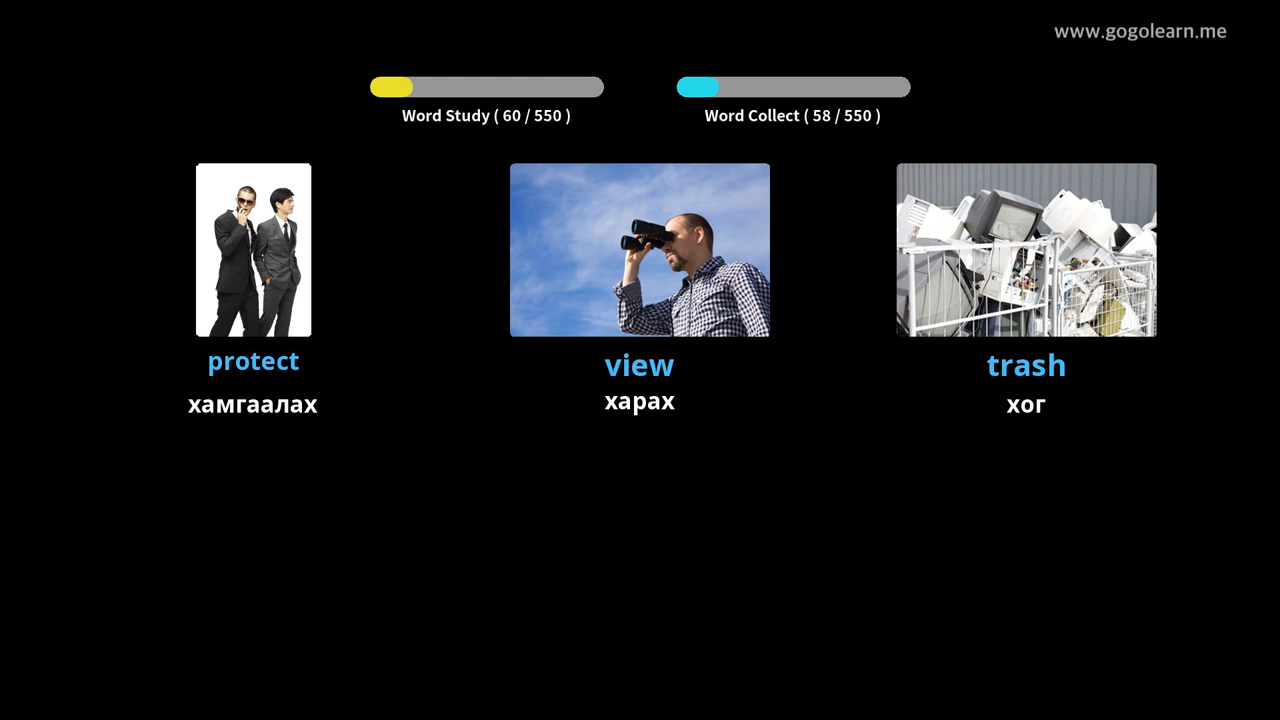 www.gogolearn.me
Word Study ( 60 / 550 )
Word Collect ( 58 / 550 )
protect
хамгаалах
view
харах
trash
хог